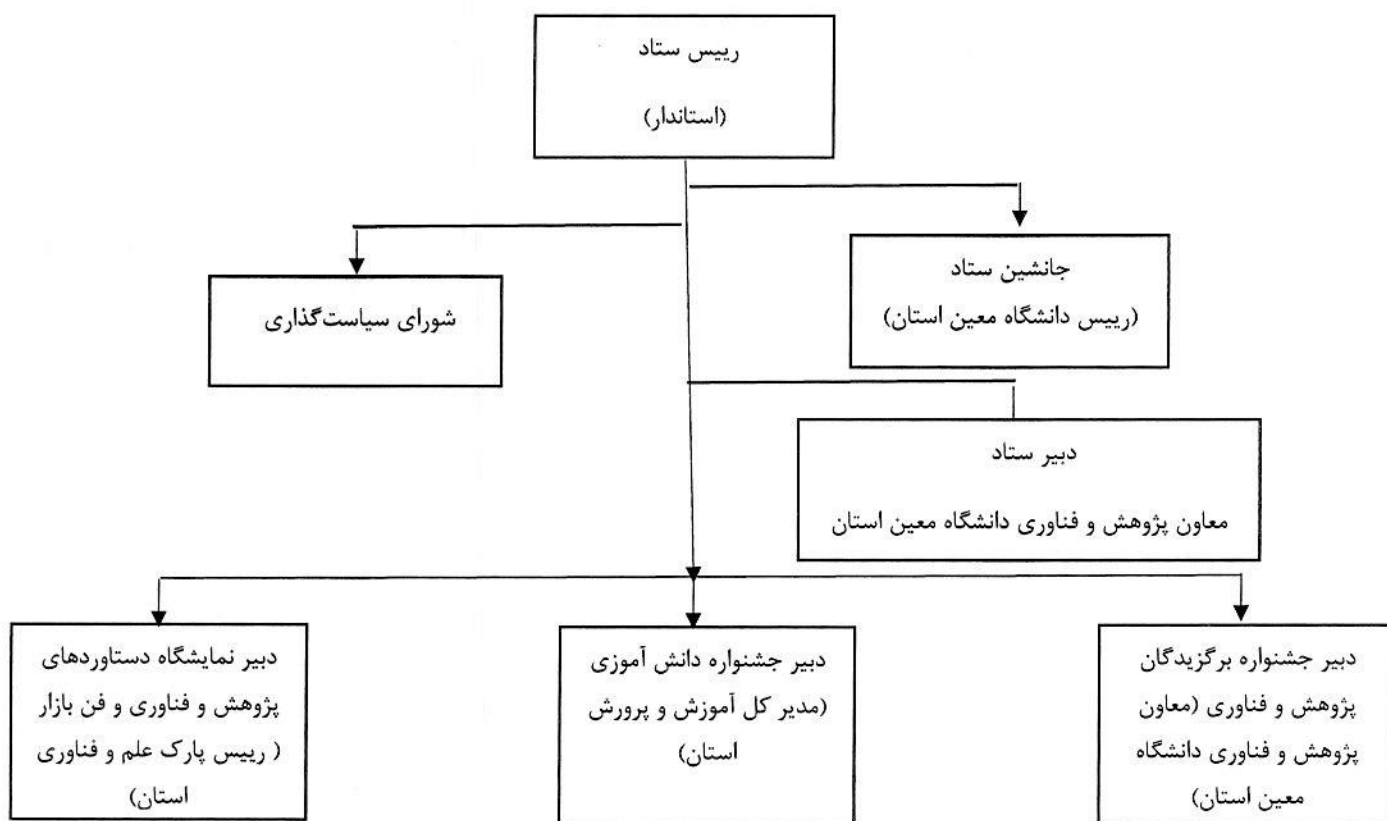 رییس ستاد
(استاندار)
جانشین ستاد
(رییس دانشگاه معین استان)
شورای سیاست‌گذاری
دبیر ستاد
معاون پژوهش و فناوری دانشگاه معین استان
دبیر جشنواره برگزیدگان
پژوهش و فناوری (معاون
پژوهش و فناوری دانشگاه
معین استان)
دبیر جشنواره دانش آموزی
(مدیر کل آموزش و پرورش
استان)
دبیر نمایشگاه دستاوردهای
پژوهش و فناوری و فن بازار
( رییس پارک علم و فناوری
استان)